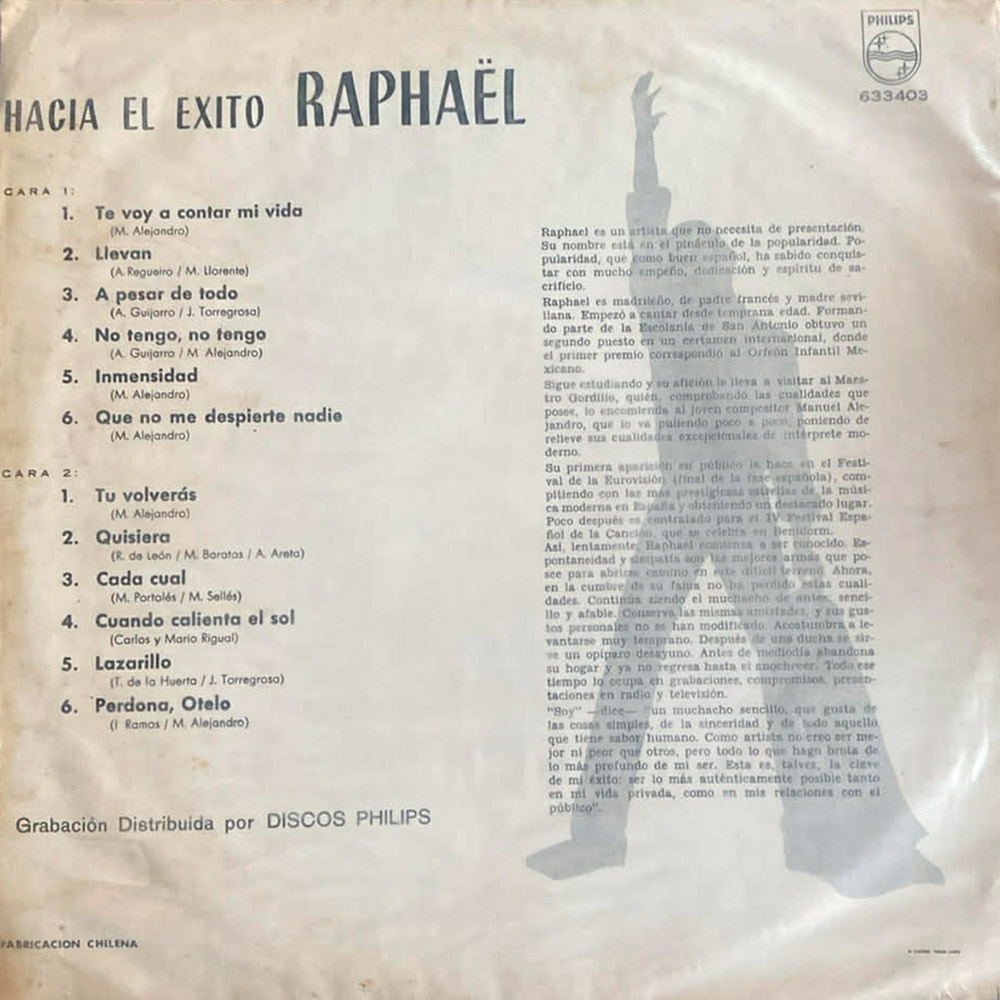 PHILIPS
633403
HACIA EL EXITO RAPHAËL
CARA 1:
1. Te voy a contar mi vida
(M. Alejandro)
2. Llevan
(A. Regueiro / M. Llorente)
3. A pesar de todo
(A. Guijarro / J. Torregrosa)
4. No tengo, no tengo
(A. Guijarro / M Alejandro)
5. Inmensidad
(M. Alejandro)
6. Que no me despierte nadie
(M. Alejandro)
CARA 2:
1. Tu volverás
(M. Alejandro)
2. Quisiera
(R. de León / M. Baratas / A. Areta)
3. Cada cual
(M. Portolés / M. Sellés)
4. Cuando calienta el sol
(Carlos y Mario Rigual)
5. Lazarillo
(T. de la Huerta / J. Torregrosa)
6. Perdona, Otelo
(I Ramos / M. Alejandro)
Grabación Distribuida por DISCOS PHILIPS
FABRICACION CHILENA
Raphael es un artista que no necesita de presentación.
Su nombre está en el pináculo de la popularidad. Po-
pularidad, que como buen español, ha sabido conquis-
tar con mucho empeño, dedicación y espíritu de sa-
crificio.
Raphael es madrileño, de padre francés y madre sevi-
llana. Empezó a cantar desde temprana edad. Forman-
do parte de la Escolanía de San Antonio obtuvo un
segundo puesto en un certamen internacional, donde
el primer premio correspondió al Orfeón Infantil Me-
xicano.
Sigue estudiando y su afición le lleva a visitar al Maes-
tro Gordillo, quién, comprobando las cualidades que
posee, lo encomienda al joven compositor Manuel Ale-
jandro, que lo va puliendo poco a poco, poniendo de
relieve sus cualidades excepcionales de intérprete mo-
derno.
Su primera aparición en público la hace en el Festi-
val de la Eurovisión (final de la fase española), com-
pitiendo con las más prestigiosas estrellas de la músi-
ca moderna en España y obteniendo un destacado lugar.
Poco después es contratado para el IV Festival Espa-
ñol de la Canción, que se celebra en Benidorm.
Así, lentamente, Raphael comienza a ser conocido. Es-
pontaneidad y simpatía son las mejores armas que po-
see para abrirse camino en este difícil terreno. Ahora,
en la cumbre de su fama no ha perdido estas cuali-
dades. Continúa siendo el muchacho de antes, senci-
llo y afable. Conserva las mismas amistades, y sus gus-
tos personales no se han modificado. Acostumbra a le-
vantarse muy temprano. Después de una ducha se sir-
ve un opíparo desayuno. Antes de mediodía abandona
su hogar y ya no regresa hasta el anochecer. Todo ese
tiempo lo ocupa en grabaciones, compromisos, presen-
taciones en radio y televisión.
"Soy" —dice— "un muchacho sencillo, que gusta de
las cosas simples, de la sinceridad y de todo aquello
que tiene sabor humano. Como artista no creo ser me-
jor ni peor que otros, pero todo lo que hago brota de
lo más profundo de mi ser. Esta es, talvez, la clave
de mi éxito: ser lo más auténticamente posible tanto
en mi vida privada, como en mis relaciones con el
público".